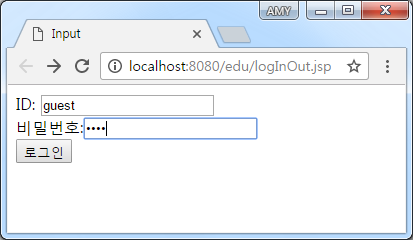 AMY
Input
localhost:8080/edu/logInOut.jsp
ID: guest
비밀번호:••••
로그인